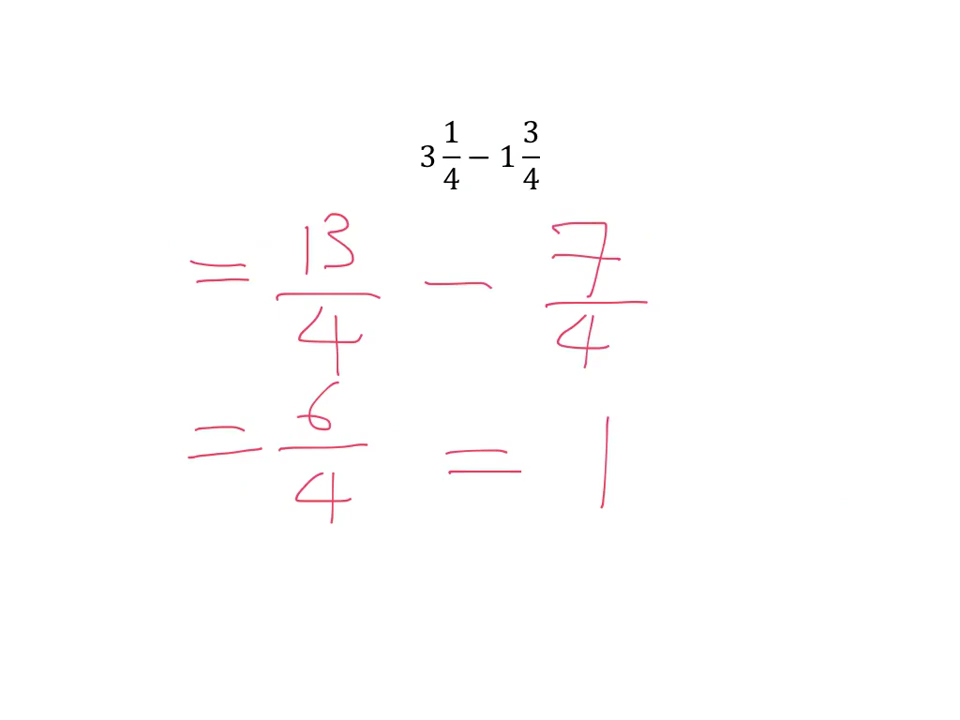 3 1/4 − 1 3/4
= 13/4 − 7/4
= 6/4 = 1